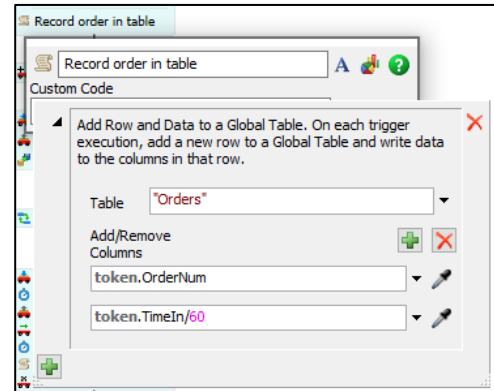 Record order in table
Record order in table
A
Custom Code
Add Row and Data to a Global Table. On each trigger
execution, add a new row to a Global Table and write data
to the columns in that row.
Table "Orders"
Add/Remove
Columns
token.OrderNum
token.TimeIn/60